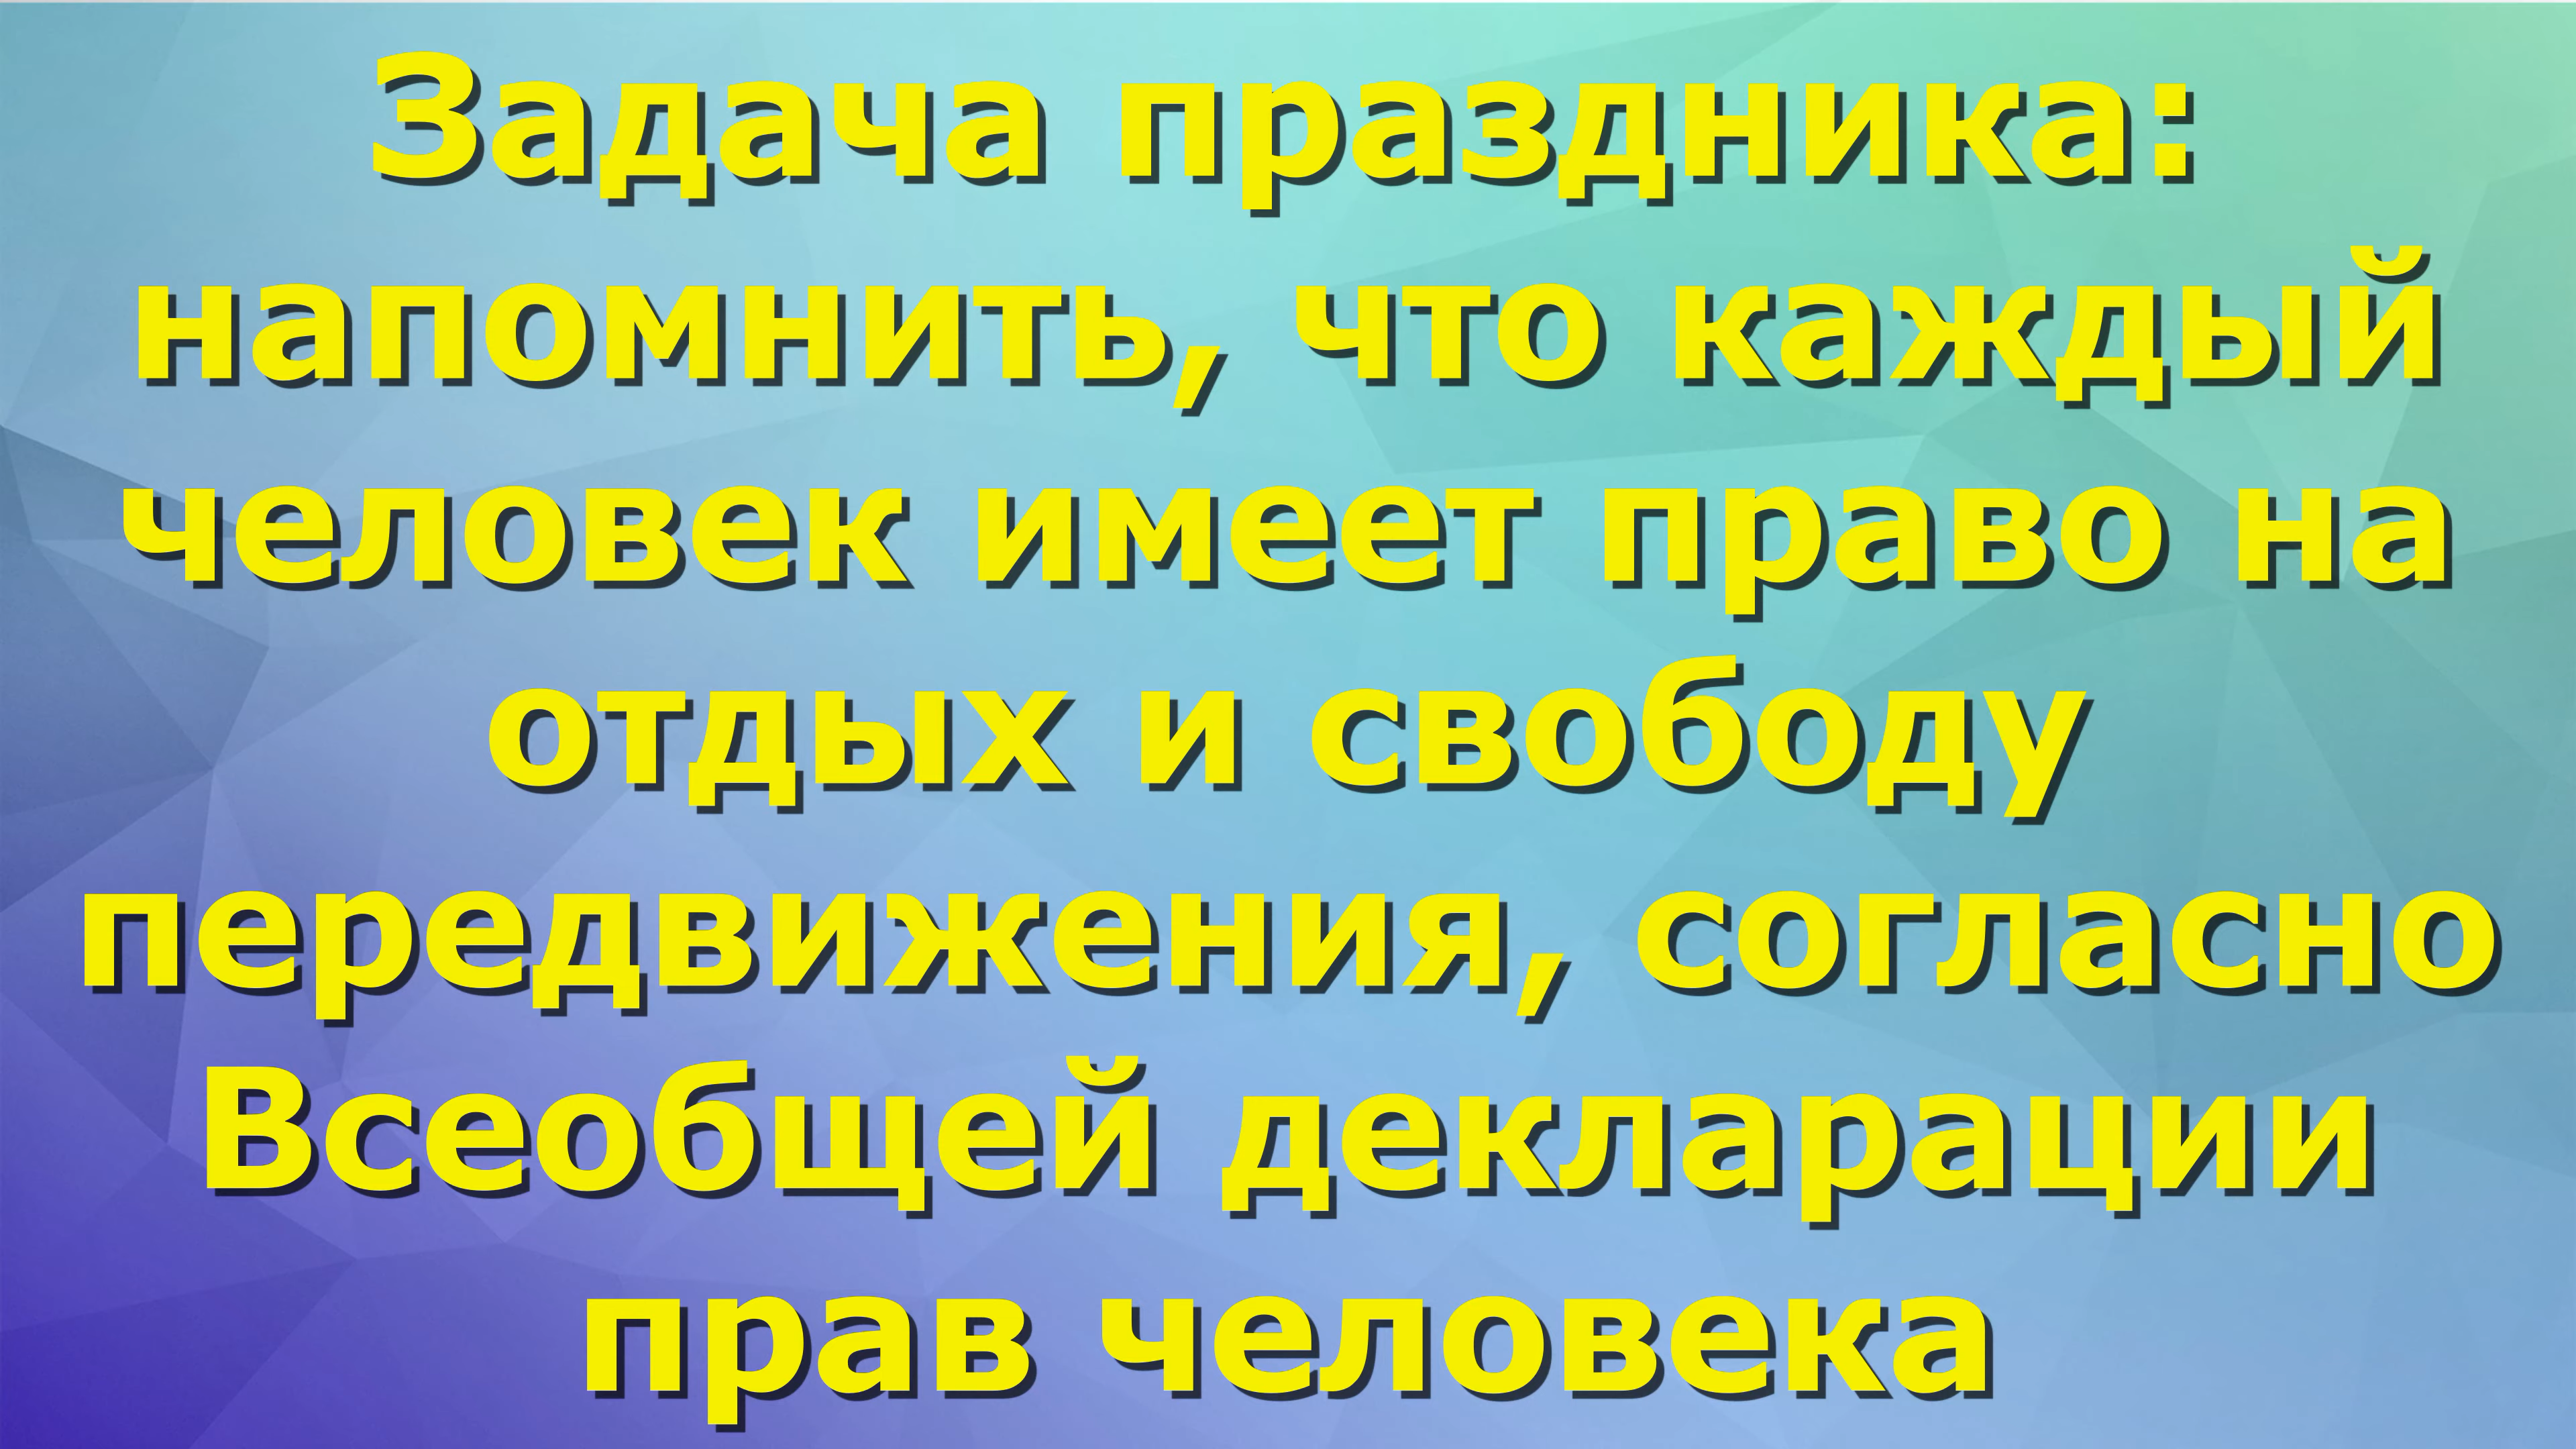 Задача праздника:
напомнить, что каждый
человек имеет право на
отдых и свободу
передвижения, согласно
Всеобщей декларации
прав человека